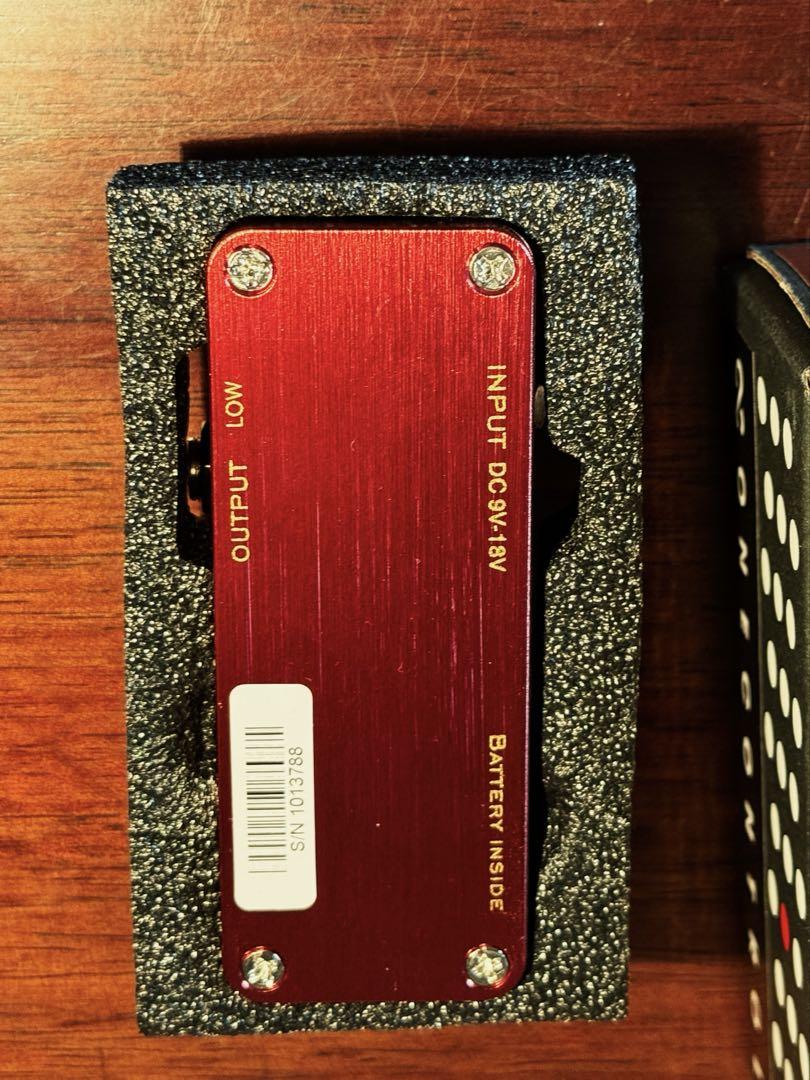 OUTPUT LOW
INPUT DC 9V-18V
BATTERY INSIDE
S/N 1013788